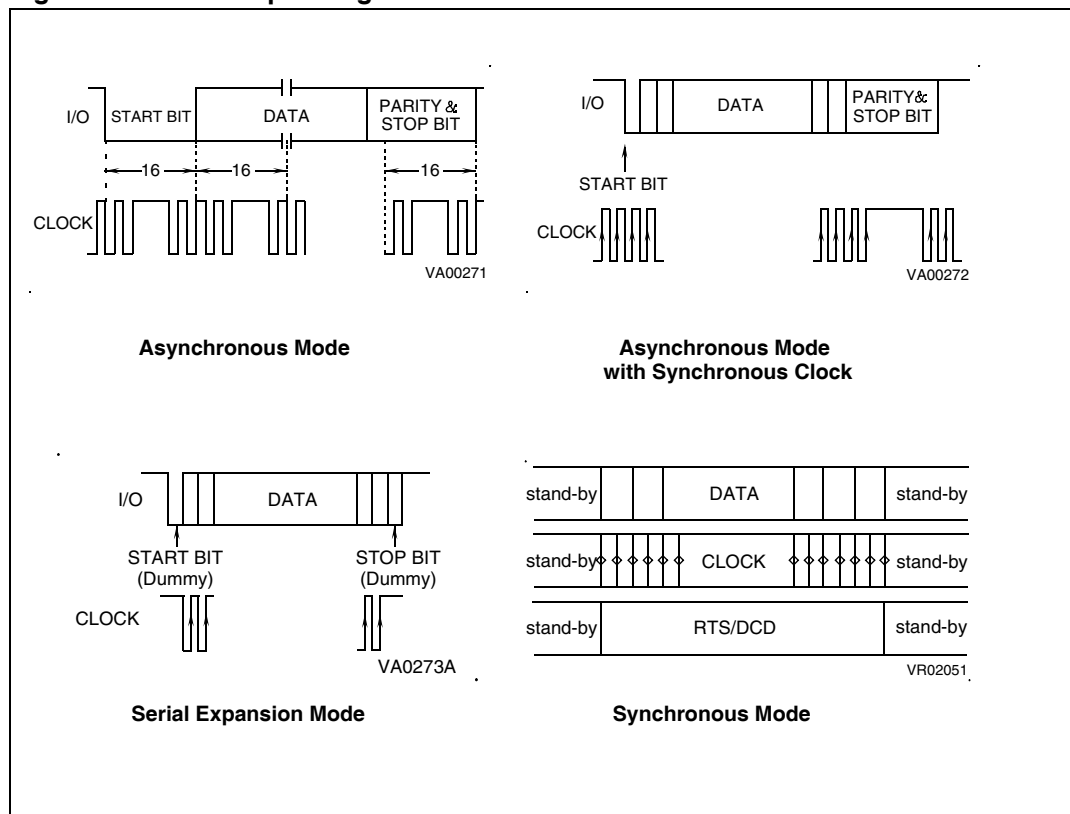 I/O
START BIT
DATA
PARITY &
STOP BIT
16
16
16
CLOCK
VA00271
Asynchronous Mode
I/O
DATA
PARITY&
STOP BIT
START BIT
CLOCK
VA00272
Asynchronous Mode
with Synchronous Clock
I/O
DATA
START BIT
(Dummy)
STOP BIT
(Dummy)
CLOCK
VA0273A
Serial Expansion Mode
stand-by
DATA
stand-by
stand-by
CLOCK
stand-by
stand-by
RTS/DCD
stand-by
VR02051
Synchronous Mode